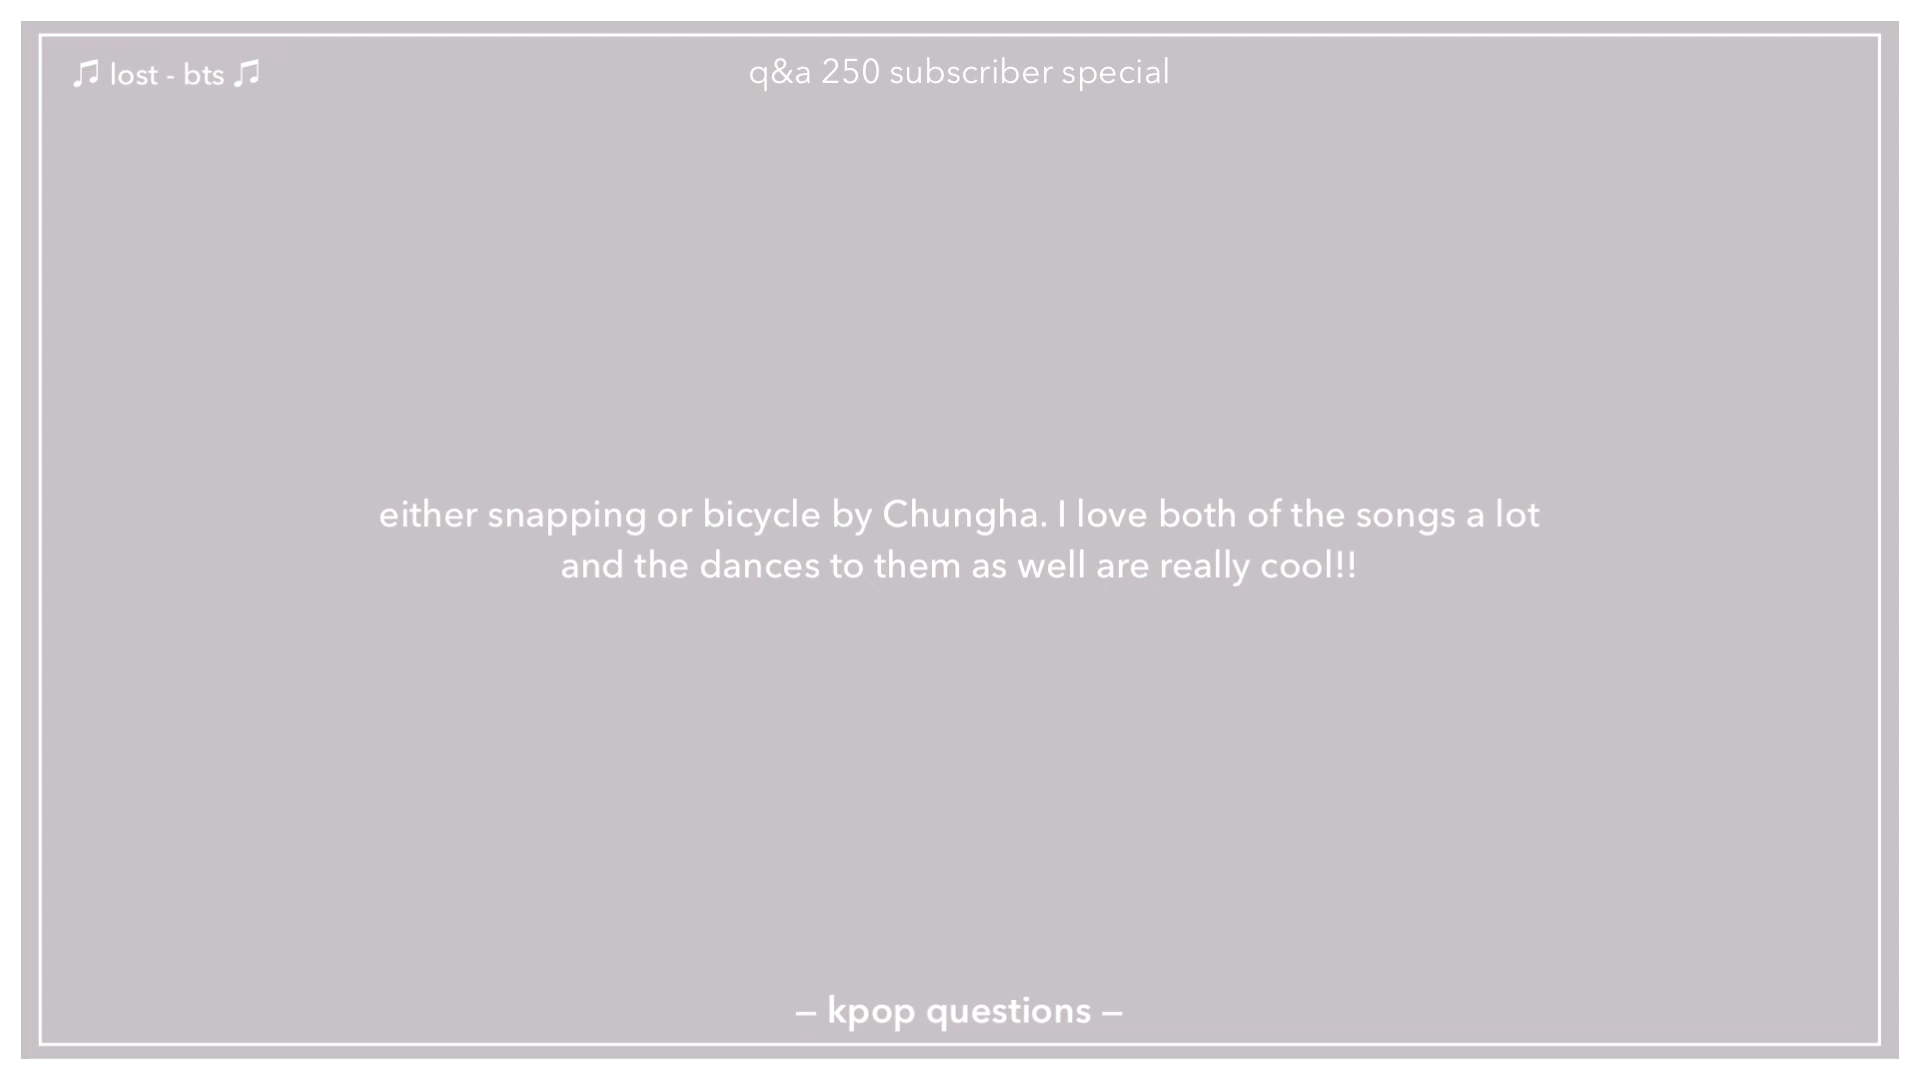 ♫ lost - bts ♫
q&a 250 subscriber special
either snapping or bicycle by Chungha. I love both of the songs a lot
and the dances to them as well are really cool!!
– kpop questions –